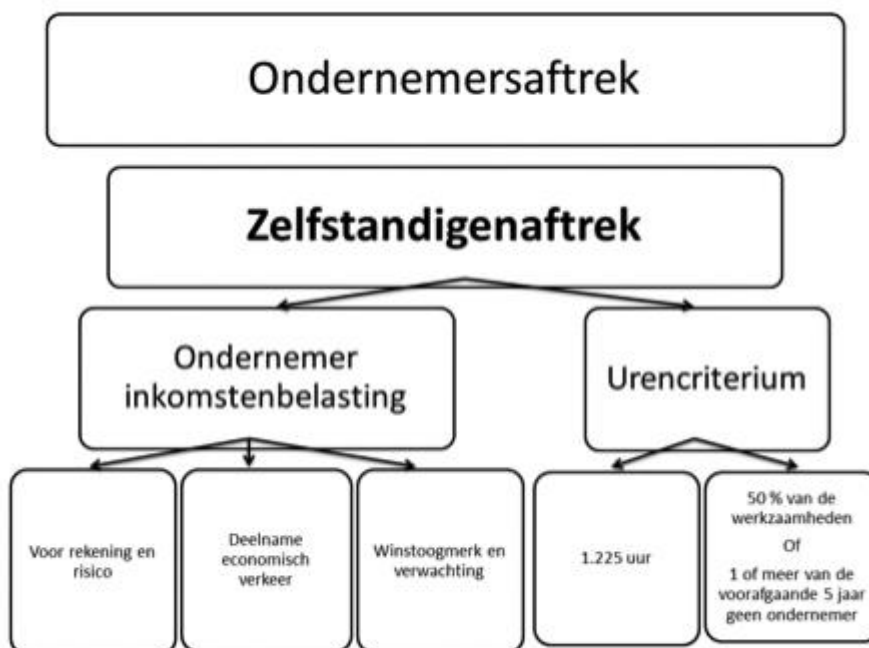 Ondernemersaftrek
Zelfstandigenaftrek
Ondernemer
inkomstenbelasting
Urencriterium
Voor rekening en
risico
Deelname
economisch
verkeer
Winstoogmerk en
verwachting
1.225 uur
50 % van de
werkzaamheden
Of
1 of meer van de
voorafgaande 5 jaar
geen ondernemer